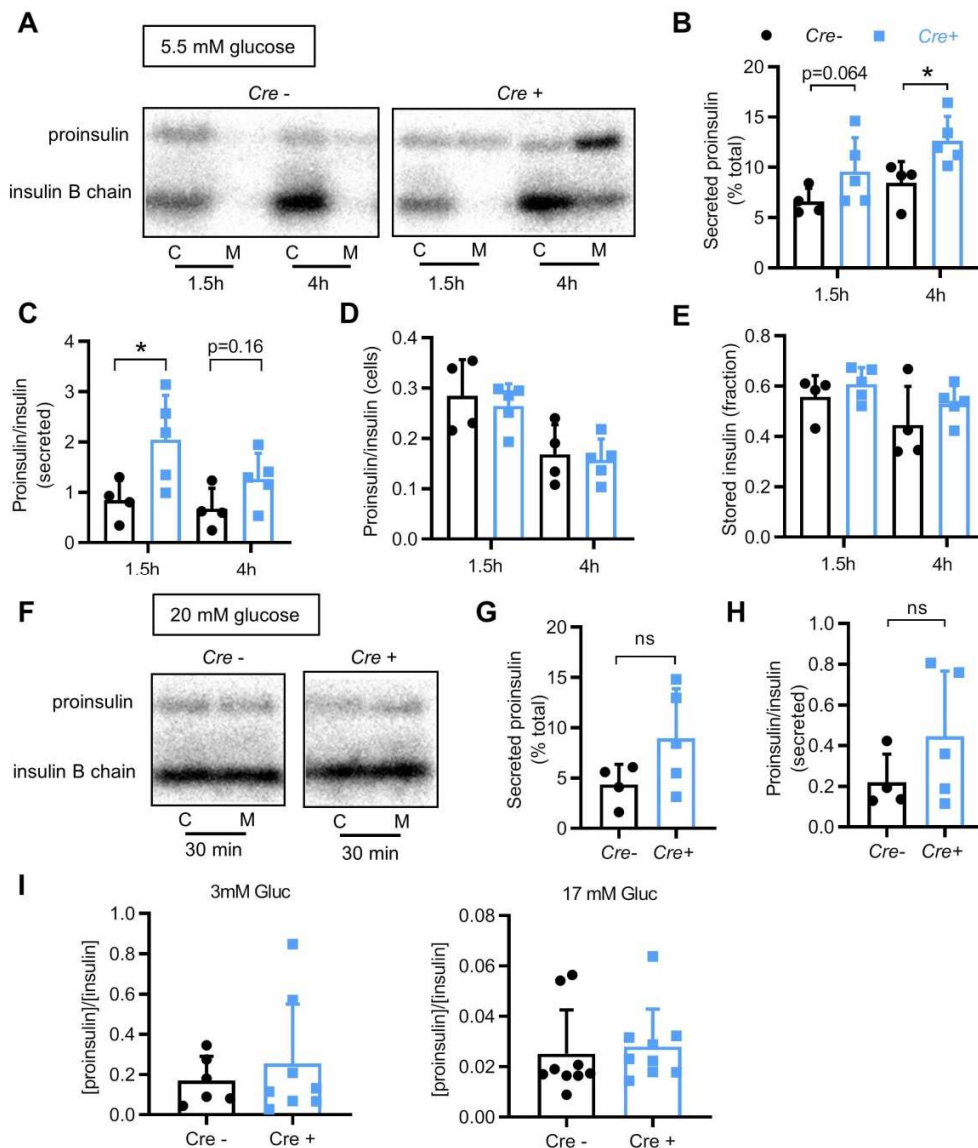 A
5.5 mM glucose
Cre -
Cre +
proinsulin
insulin B chain
C M C M
1.5h 4h
C M C M
1.5h 4h
B
Cre- Cre+
Secreted proinsulin
(% total)
20
15
10
5
0
p=0.064
*
1.5h 4h
C
Proinsulin/insulin
(secreted)
4
3
2
1
0
*
p=0.16
1.5h 4h
D
Proinsulin/insulin (cells)
0.4
0.3
0.2
0.1
0.0
1.5h 4h
E
Stored insulin (fraction)
0.8
0.6
0.4
0.2
0.0
1.5h 4h
F
20 mM glucose
Cre -
Cre +
proinsulin
insulin B chain
C M
30 min
C M
30 min
G
Secreted proinsulin
(% total)
20
15
10
5
0
ns
Cre- Cre+
H
Proinsulin/insulin
(secreted)
1.0
0.8
0.6
0.4
0.2
0.0
ns
Cre- Cre+
I
3mM Gluc
[proinsulin]/[insulin]
1.0
0.8
0.6
0.4
0.2
0.0
Cre - Cre +
17 mM Gluc
[proinsulin]/[insulin]
0.08
0.06
0.04
0.02
0.00
Cre - Cre +